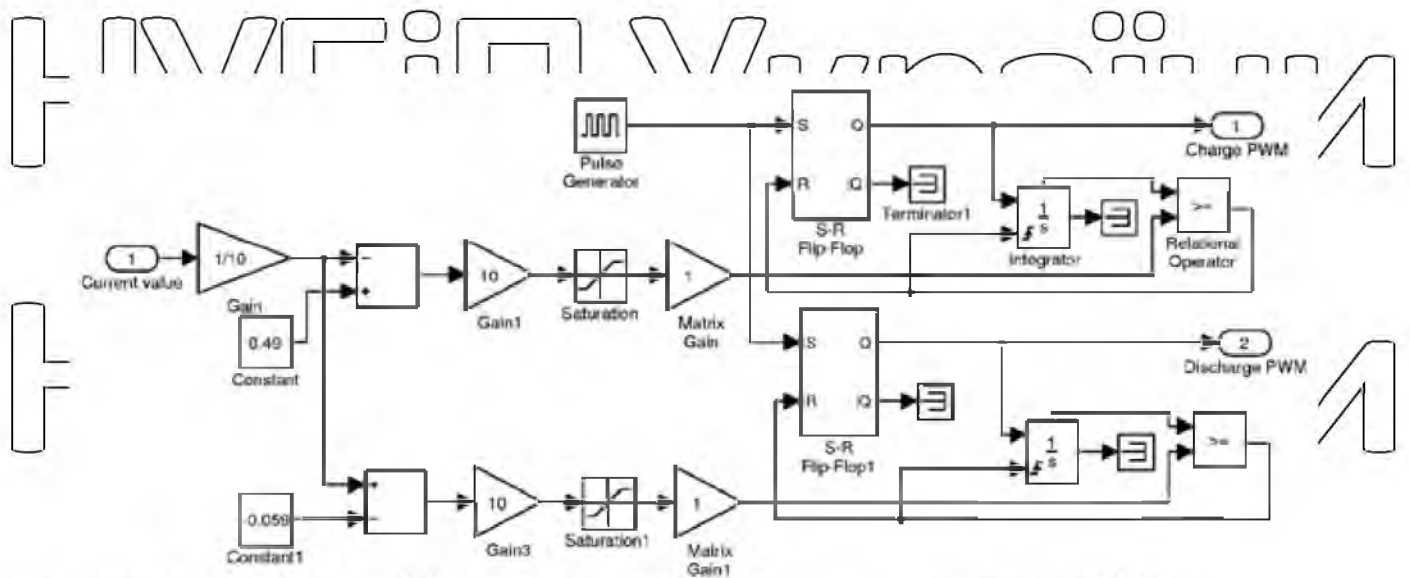 S
Q
1
Charge PWM
Pulse
Generator
R
!Q
Terminator1
S-R
Flip-Flop
1
s
Integrator
>=
Relational
Operator
1
Current value
1/10
Gain
-
+
10
Gain1
Saturation
1
Matrix
Gain
0.49
Constant
S
Q
2
Discharge PWM
R
!Q
S-R
Flip-Flop1
1
s
>=
+
-
-0.059
Constant1
10
Gain3
Saturation1
1
Matrix
Gain1